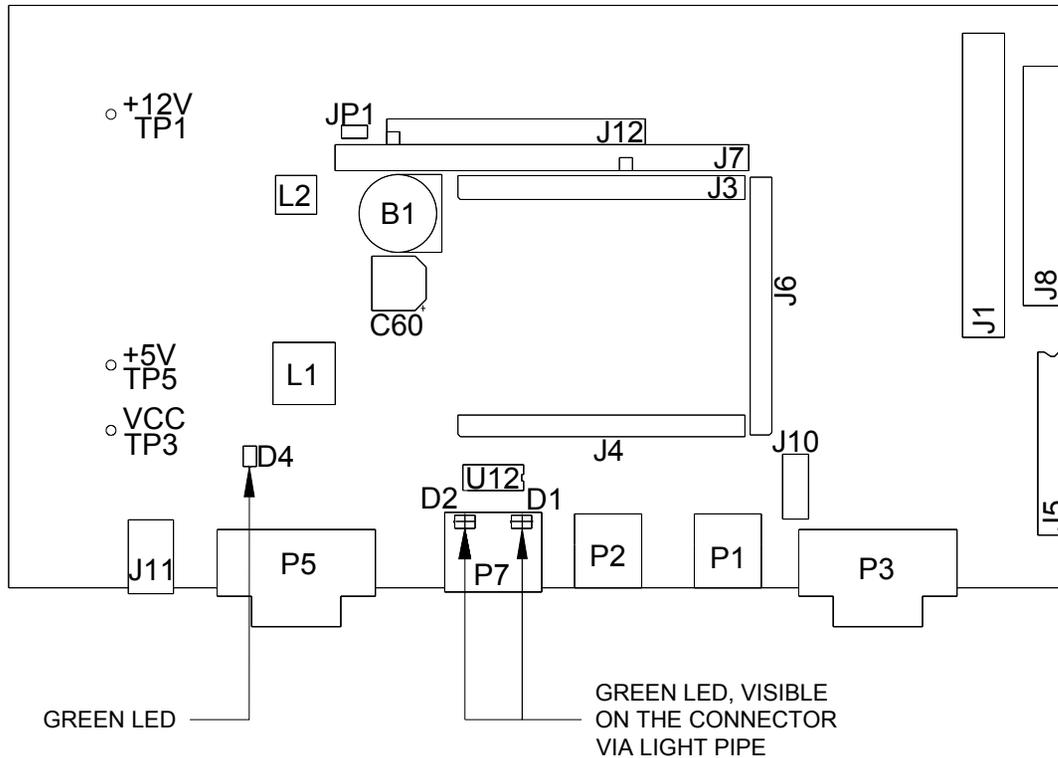 +12V
TP1
JP1
J12
J7
J3
L2
B1
J6
J8
J1
C60
+5V
TP5
L1
VCC
TP3
D4
J4
J10
U12
D2
D1
J5
J11
P5
P7
P2
P1
P3
GREEN LED
GREEN LED, VISIBLE
ON THE CONNECTOR
VIA LIGHT PIPE